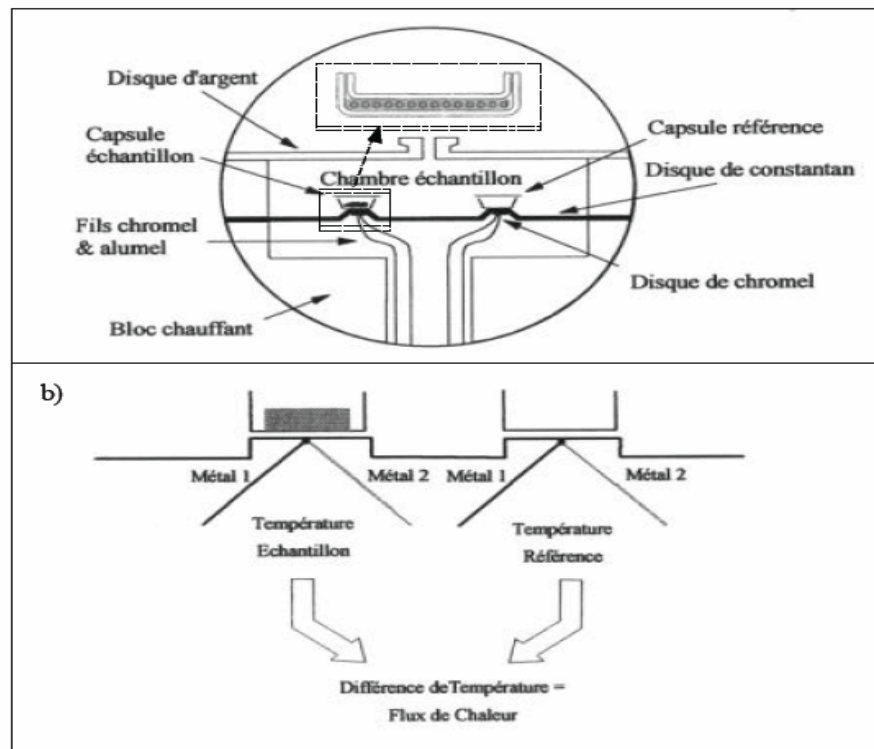 Disque d'argent
Capsule
échantillon
Capsule référence
Chambre échantillon
Disque de constantan
Fils chromel
& alumel
Disque de chromel
Bloc chauffant
b)
Métal 1
Métal 2
Métal 1
Métal 2
Température
Echantillon
Température
Référence
Différence deTempérature =
Flux de Chaleur